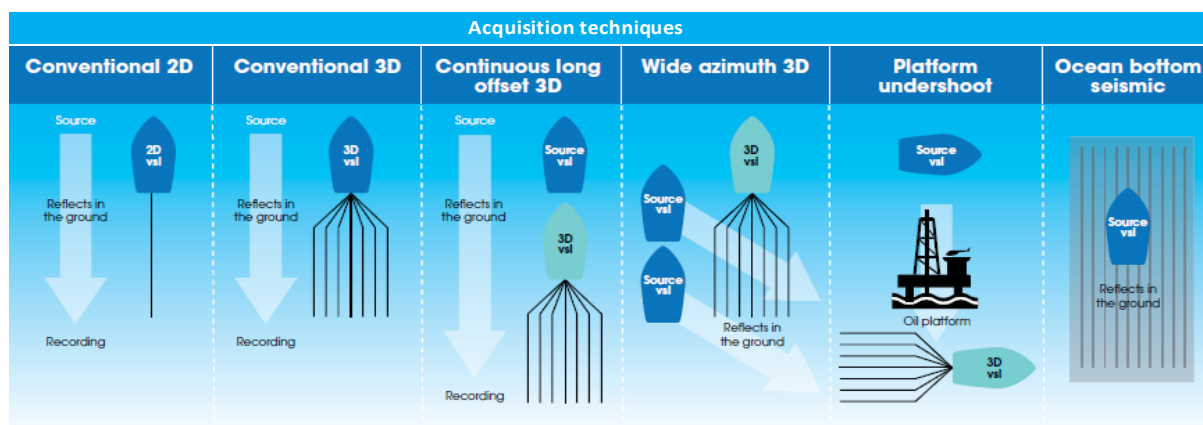 Acquisition techniques
Conventional 2D
Conventional 3D
Continuous long
offset 3D
Wide azimuth 3D
Platform
undershoot
Ocean bottom
seismic
Source
2D
vsl
Reflects in
the ground
Recording
Source
3D
vsl
Reflects in
the ground
Recording
Source
Source
vsl
Reflects in
the ground
3D
vsl
Recording
3D
vsl
Source
vsl
Source
vsl
Reflects in
the ground
Source
vsl
Oil platform
3D
vsl
Source
vsl
Reflects in
the ground